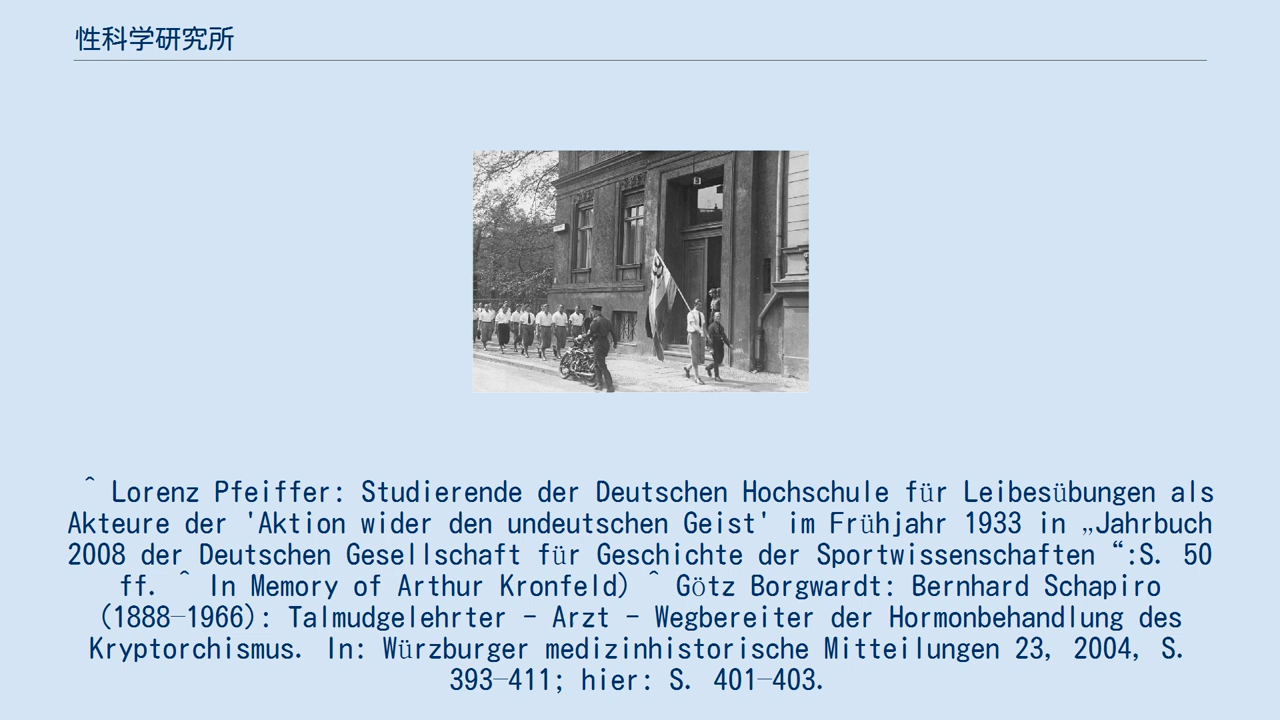 性科学研究所
^ Lorenz Pfeiffer: Studierende der Deutschen Hochschule für Leibesübungen als
Akteure der 'Aktion wider den undeutschen Geist' im Frühjahr 1933 in „Jahrbuch
2008 der Deutschen Gesellschaft für Geschichte der Sportwissenschaften “:S. 50
ff. ^ In Memory of Arthur Kronfeld) ^ Götz Borgwardt: Bernhard Schapiro
(1888–1966): Talmudgelehrter - Arzt - Wegbereiter der Hormonbehandlung des
Kryptorchismus. In: Würzburger medizinhistorische Mitteilungen 23, 2004, S.
393–411; hier: S. 401–403.